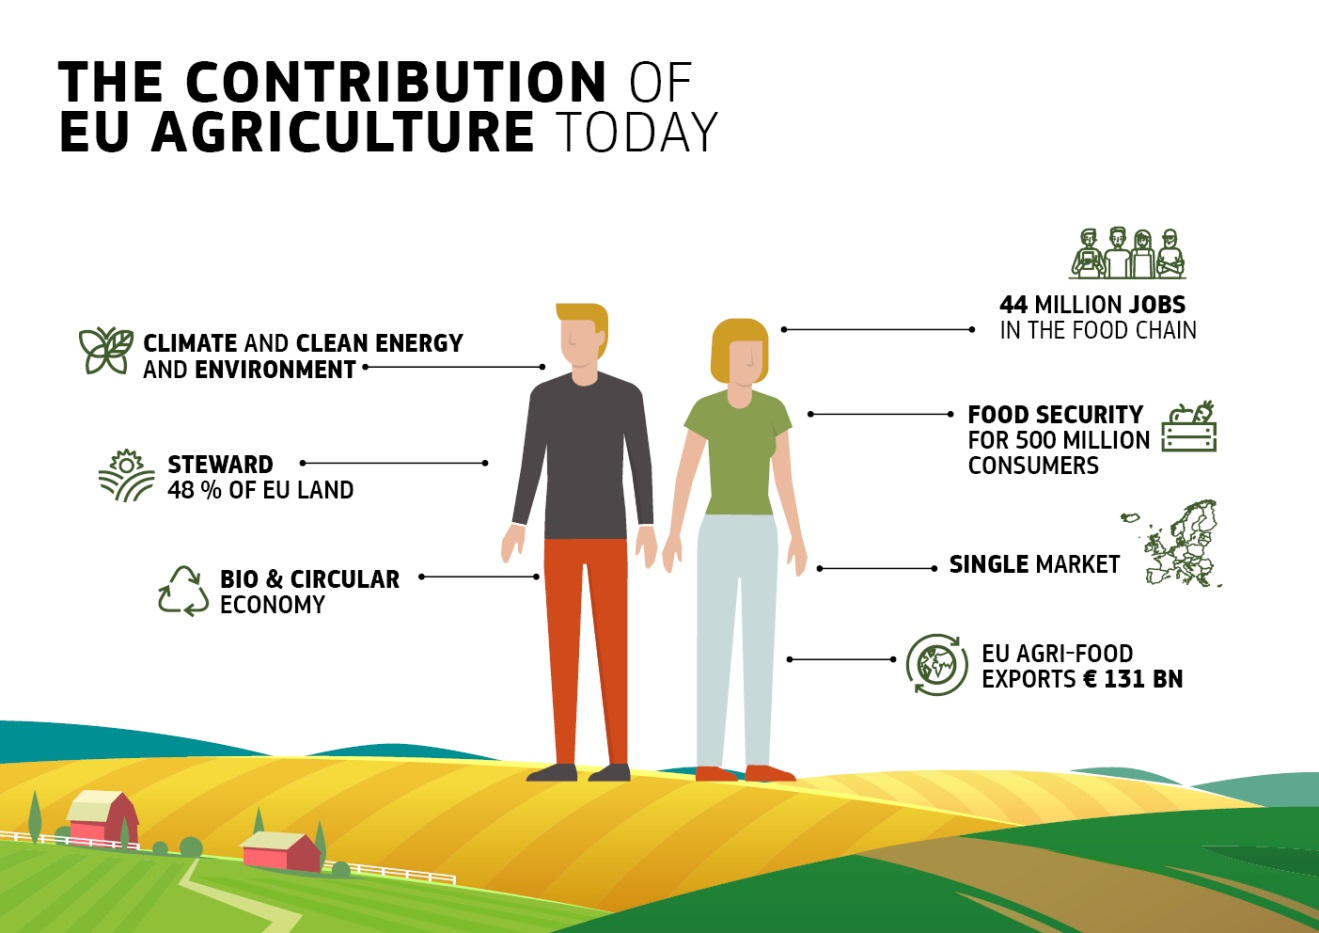 THE CONTRIBUTION OF
EU AGRICULTURE TODAY
CLIMATE AND CLEAN ENERGY
AND ENVIRONMENT
STEWARD
48 % OF EU LAND
BIO & CIRCULAR
ECONOMY
44 MILLION JOBS
IN THE FOOD CHAIN
FOOD SECURITY
FOR 500 MILLION
CONSUMERS
SINGLE MARKET
EU AGRI-FOOD
EXPORTS € 131 BN